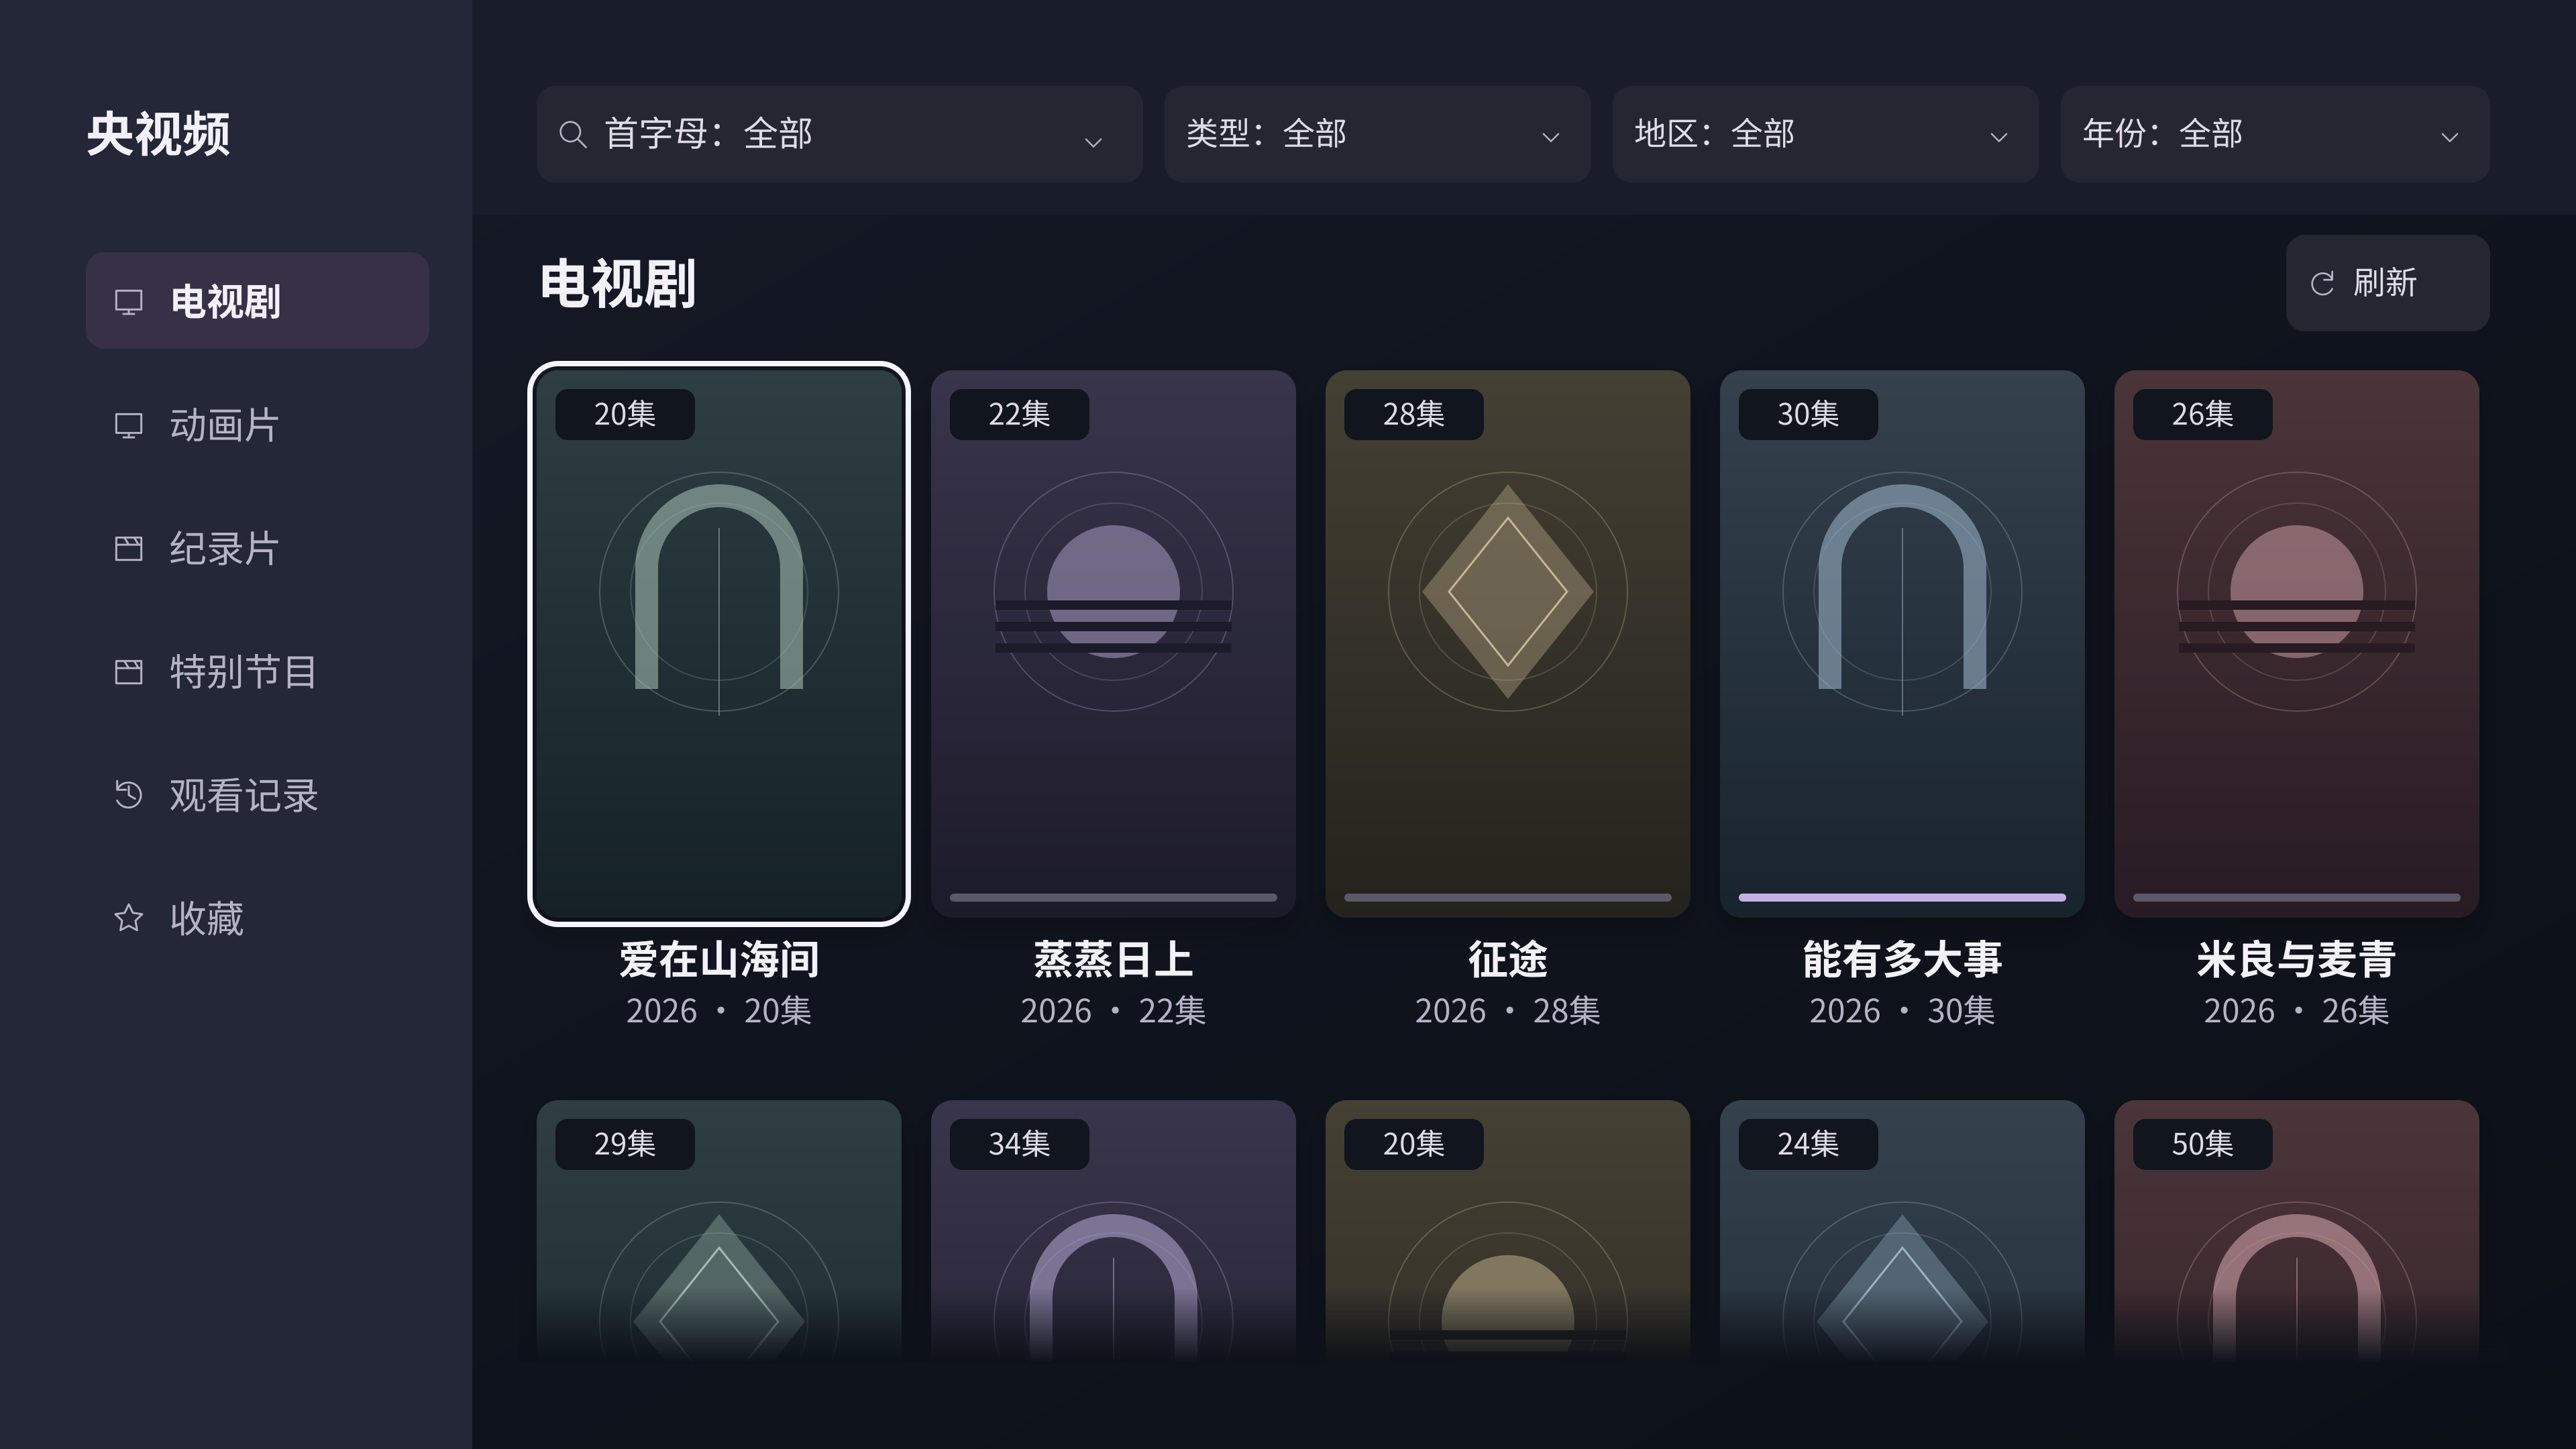 央视频
首字母：全部
类型：全部
地区：全部
年份：全部
电视剧
动画片
纪录片
特别节目
观看记录
收藏
电视剧
刷新
20集
22集
28集
30集
26集
爱在山海间
蒸蒸日上
征途
能有多大事
米良与麦青
2026 · 20集
2026 · 22集
2026 · 28集
2026 · 30集
2026 · 26集
29集
34集
20集
24集
50集